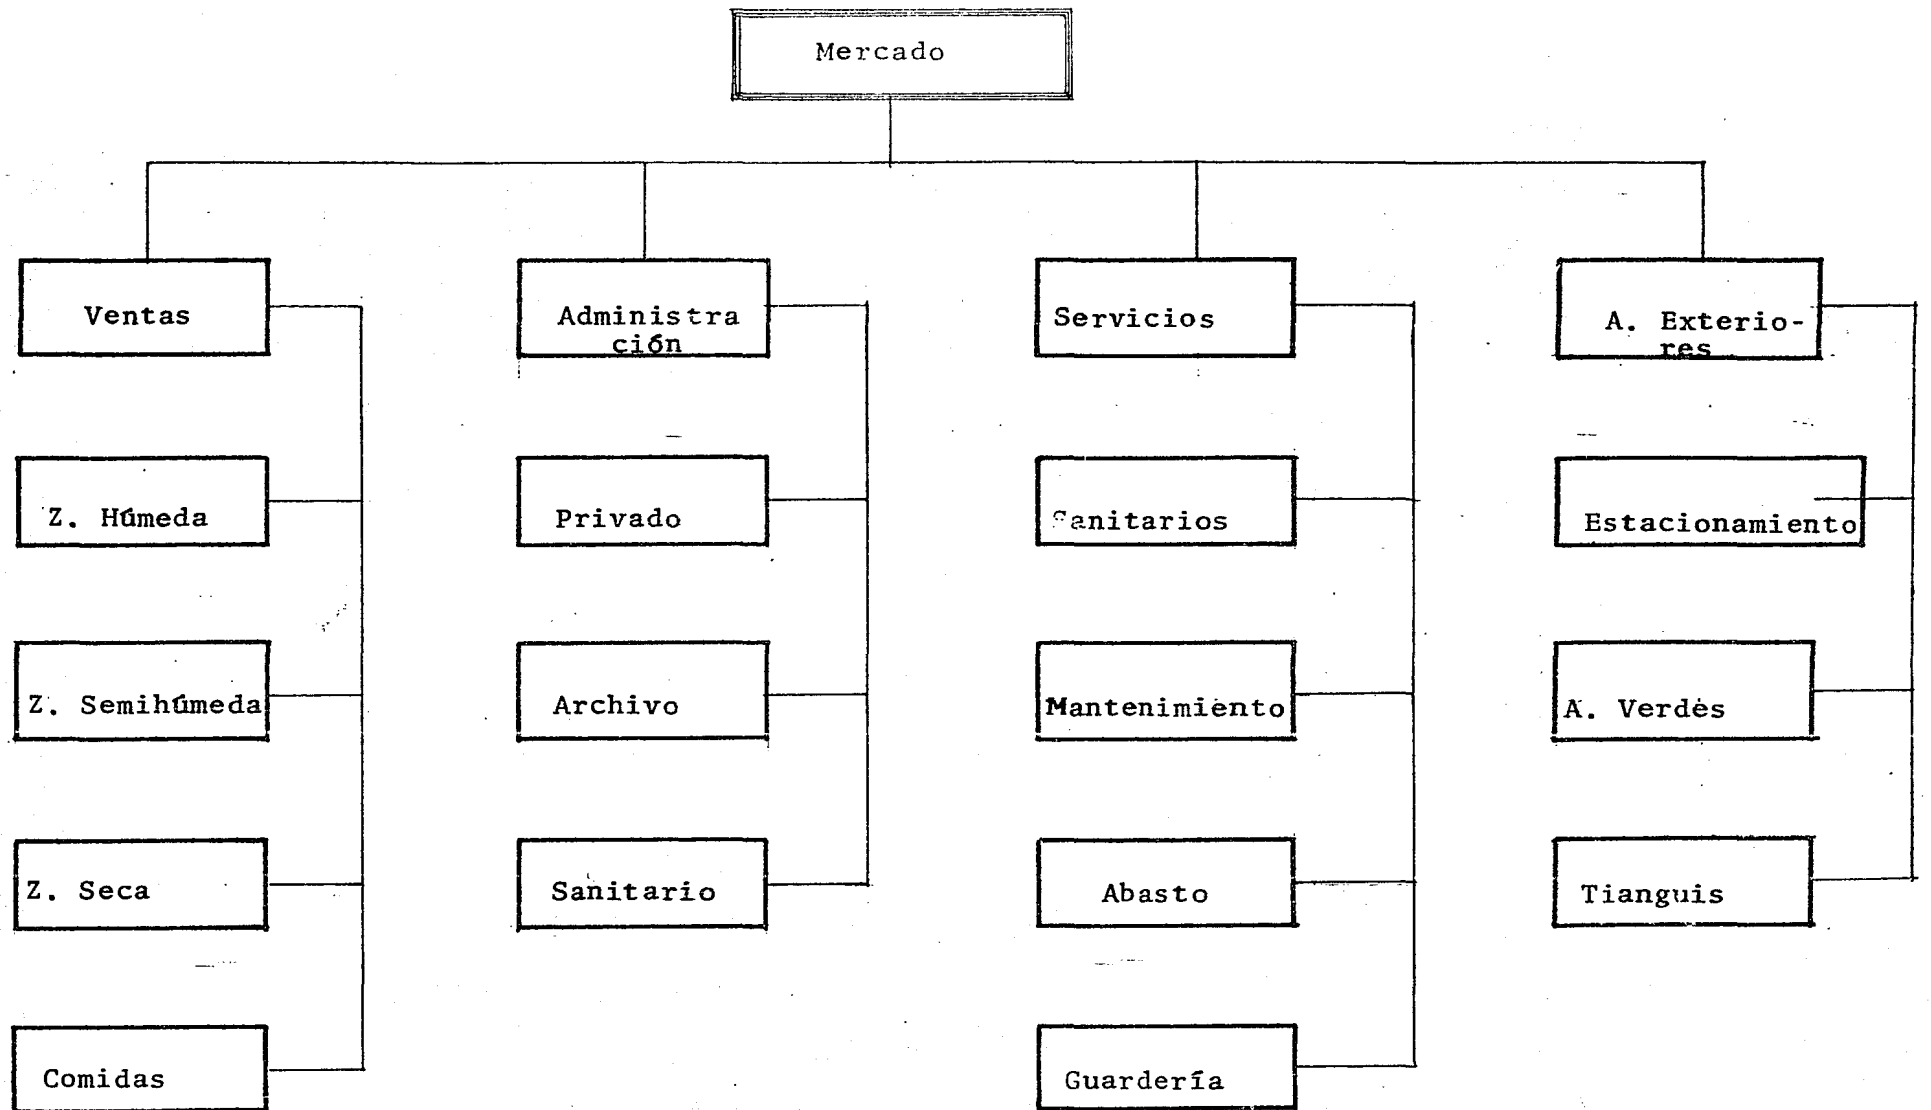 Mercado
Ventas
Administra
ción
Servicios
A. Exterio-
res
Z. Húmeda
Privado
Sanitarios
Estacionamiento
Z. Semihúmeda
Archivo
Mantenimiento
A. Verdes
Z. Seca
Sanitario
Abasto
Tianguis
Comidas
Guardería